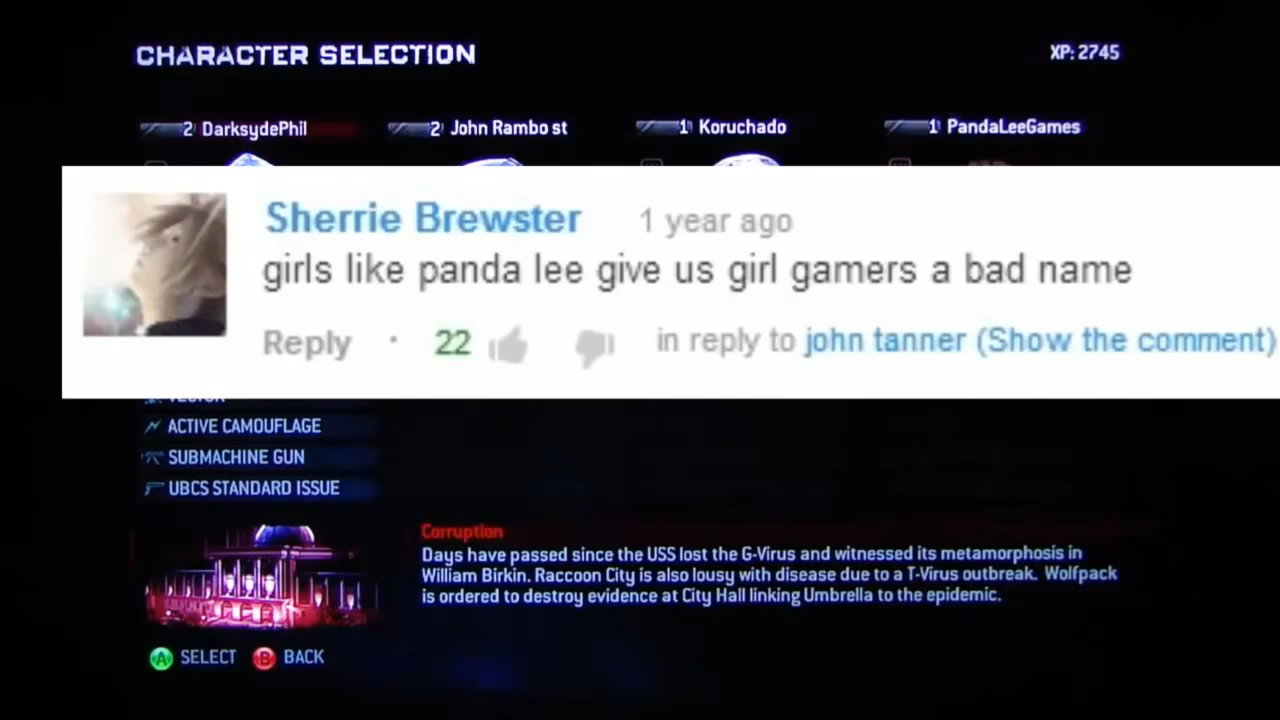 CHARACTER SELECTION
XP: 2745
2 DarksydePhil
2 John Rambo st
1 Koruchado
1 PandaLeeGames
Sherrie Brewster 1 year ago
girls like panda lee give us girl gamers a bad name
Reply · 22 in reply to john tanner (Show the comment)
ACTIVE CAMOUFLAGE
SUBMACHINE GUN
UBCS STANDARD ISSUE
Corruption
Days have passed since the USS lost the G-Virus and witnessed its metamorphosis in
William Birkin. Raccoon City is also lousy with disease due to a T-Virus outbreak. Wolfpack
is ordered to destroy evidence at City Hall linking Umbrella to the epidemic.
A SELECT B BACK